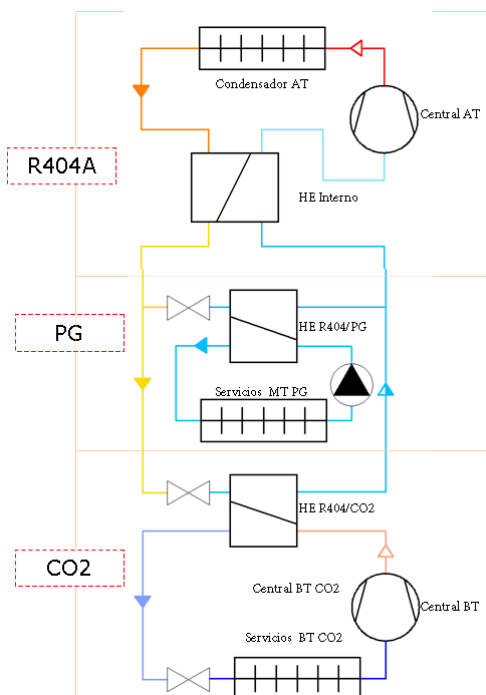 Condensador AT
Central AT
R404A
HE Interno
PG
HE R404/PG
Servicios MT PG
HE R404/CO2
CO2
Central BT CO2
Central BT
Servicios BT CO2